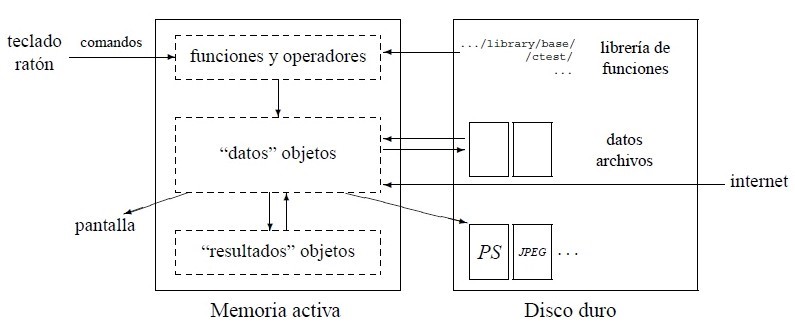 teclado
ratón
comandos
funciones y operadores
.../library/base/
/ctest/
...
librería de
funciones
“datos” objetos
datos
archivos
internet
pantalla
“resultados” objetos
PS
JPEG
...
Memoria activa
Disco duro